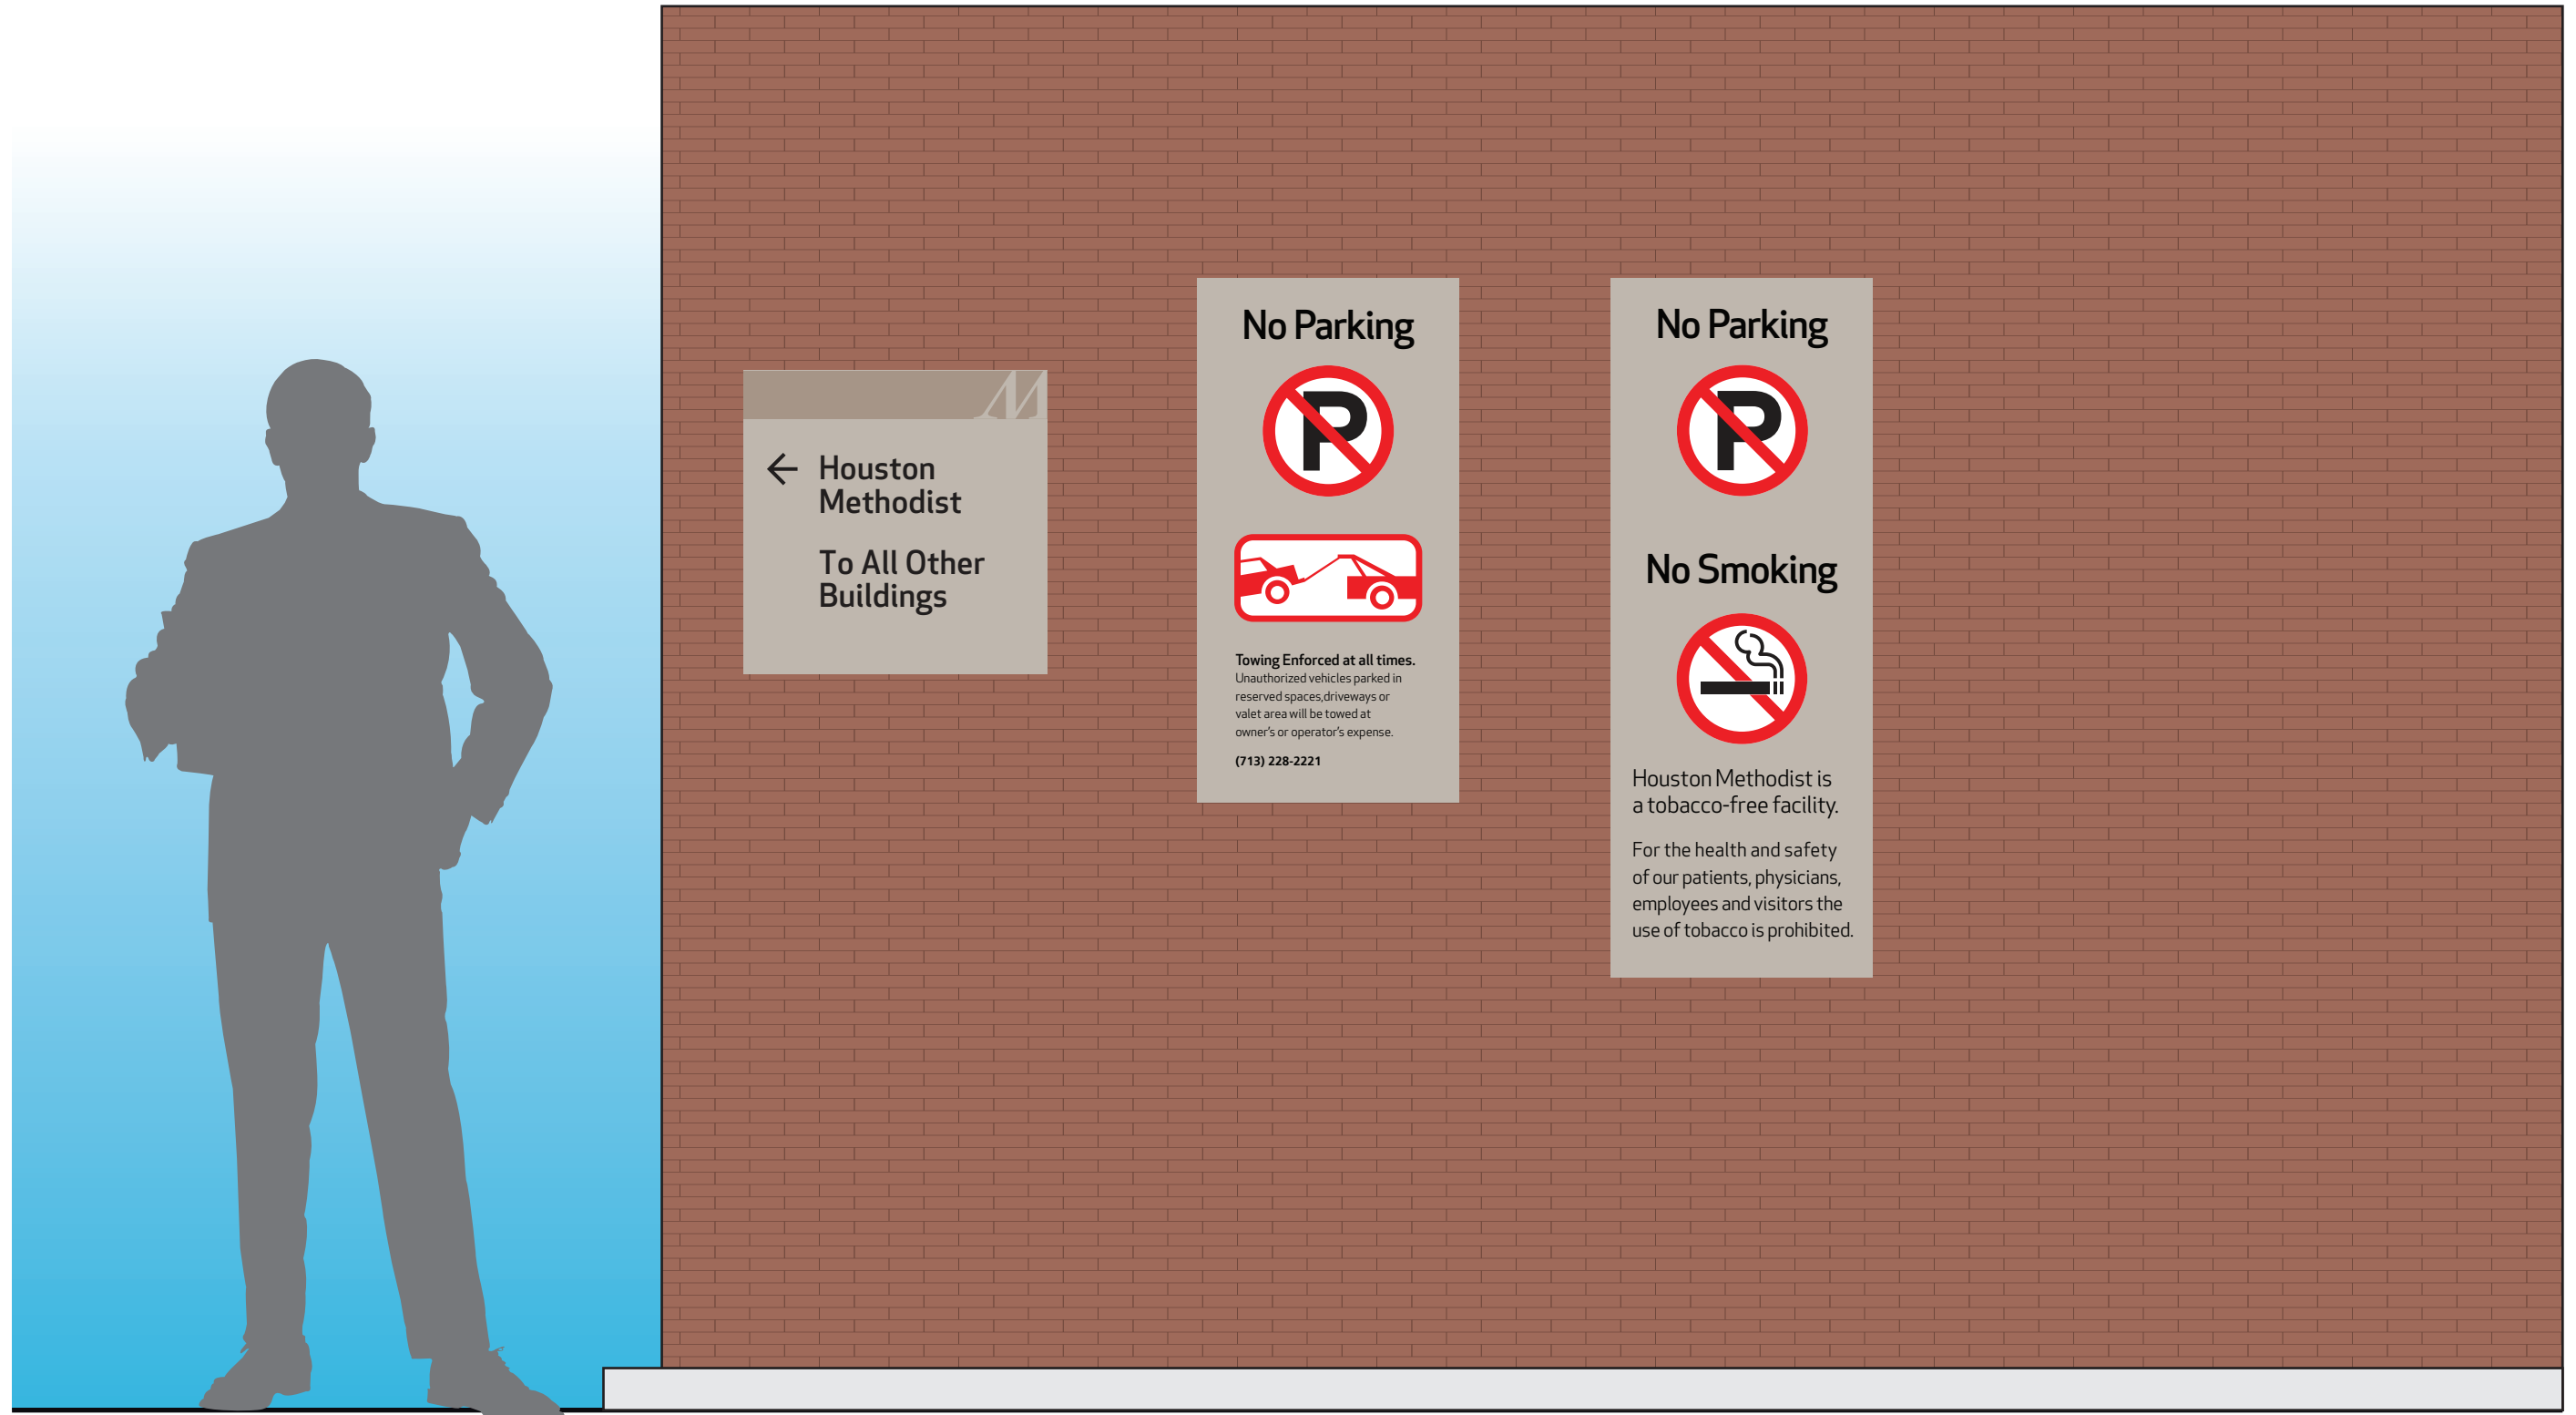 M
Houston
Methodist
To All Other
Buildings
No Parking
P
Towing Enforced at all times.
Unauthorized vehicles parked in
reserved spaces,driveways or
valet area will be towed at
owner's or operator's expense.
(713) 228-2221
No Parking
P
No Smoking
Houston Methodist is
a tobacco-free facility.
For the health and safety
of our patients, physicians,
employees and visitors the
use of tobacco is prohibited.